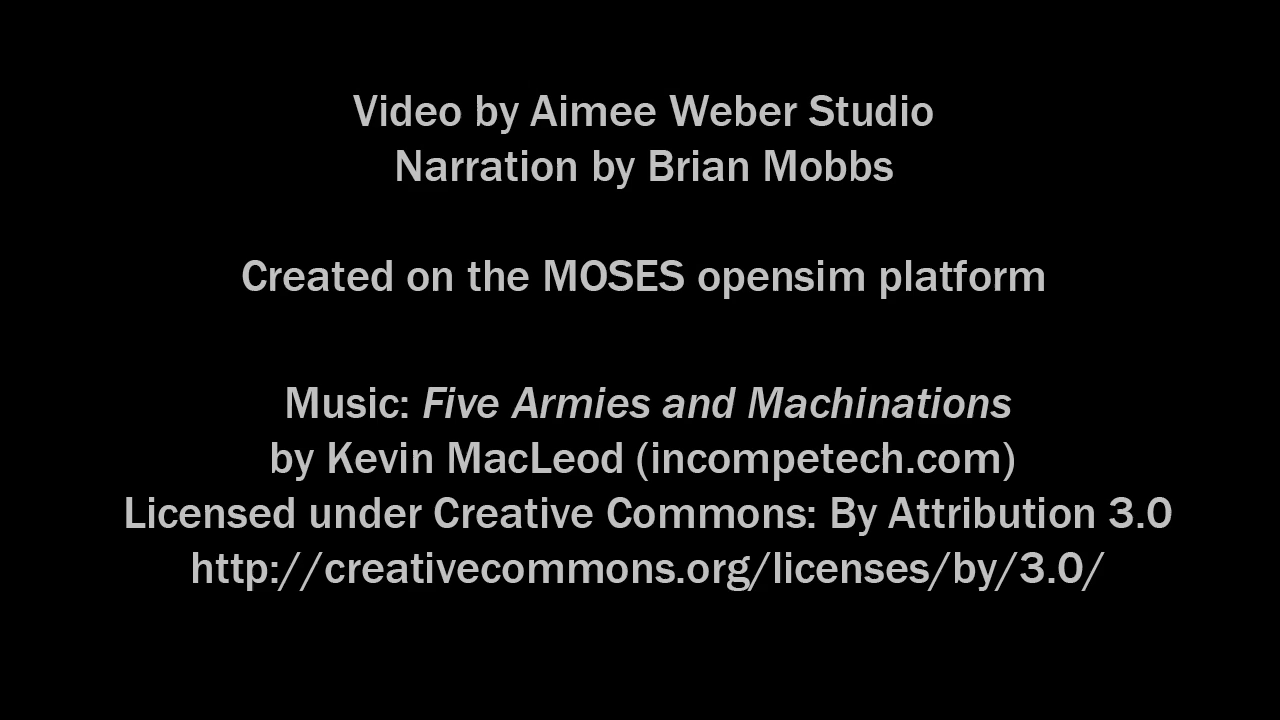 Video by Aimee Weber Studio
Narration by Brian Mobbs
Created on the MOSES opensim platform
Music: Five Armies and Machinations
by Kevin MacLeod (incompetech.com)
Licensed under Creative Commons: By Attribution 3.0
http://creativecommons.org/licenses/by/3.0/